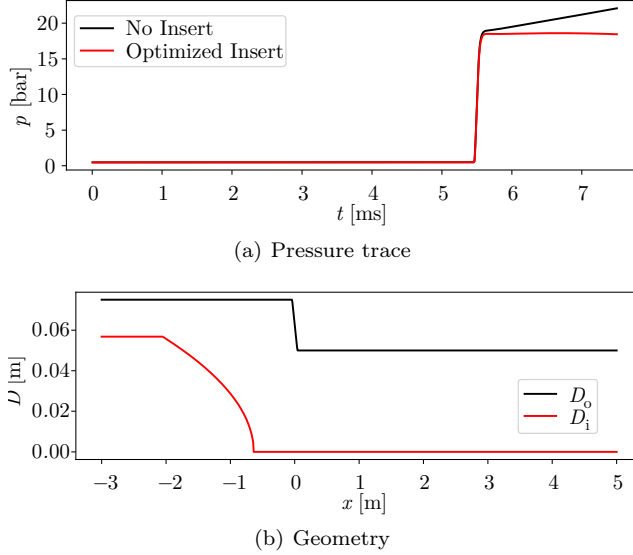 20
15
10
5
0
p [bar]
No Insert
Optimized Insert
0 1 2 3 4 5 6 7
t [ms]
(a) Pressure trace
0.06
0.04
0.02
0.00
D [m]
D_o
D_i
−3 −2 −1 0 1 2 3 4 5
x [m]
(b) Geometry